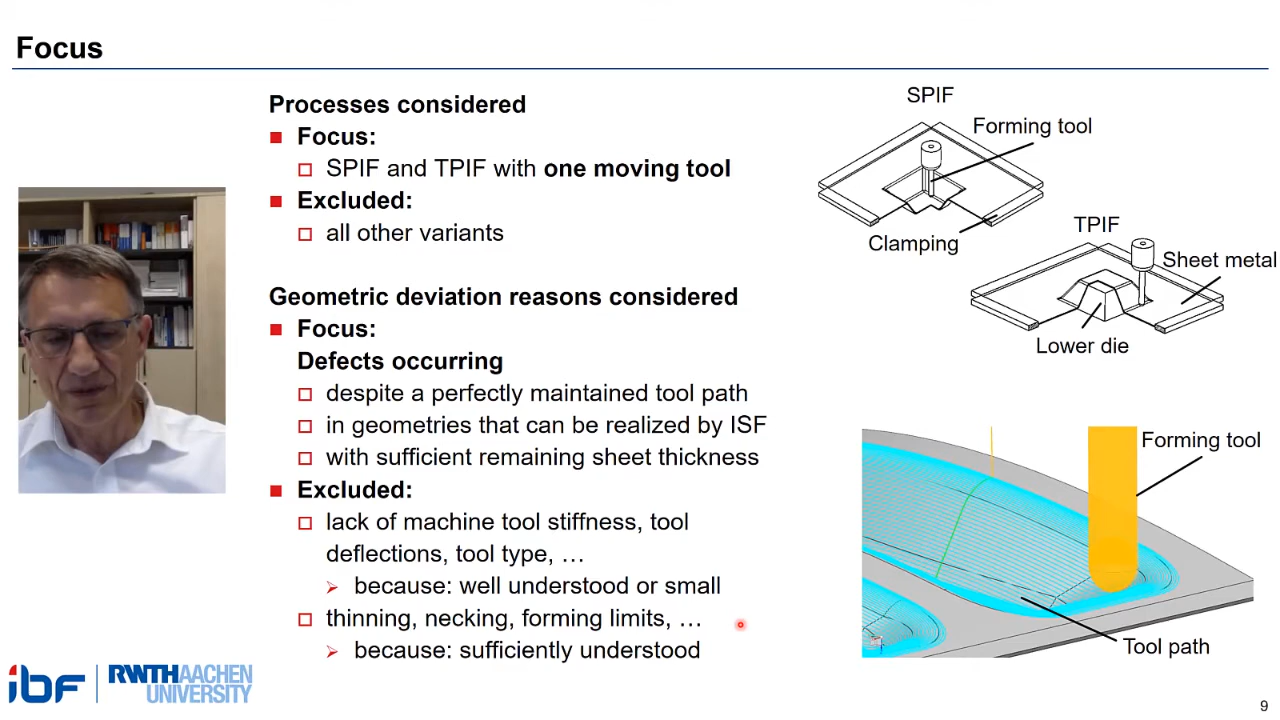 Focus
Processes considered
Focus:
SPIF and TPIF with one moving tool
Excluded:
all other variants
Geometric deviation reasons considered
Focus:
Defects occurring
despite a perfectly maintained tool path
in geometries that can be realized by ISF
with sufficient remaining sheet thickness
Excluded:
lack of machine tool stiffness, tool
deflections, tool type, …
because: well understood or small
thinning, necking, forming limits, …
because: sufficiently understood
SPIF
Forming tool
Clamping
TPIF
Sheet metal
Lower die
Forming tool
Tool path
ibf
RWTHAACHEN
UNIVERSITY
9